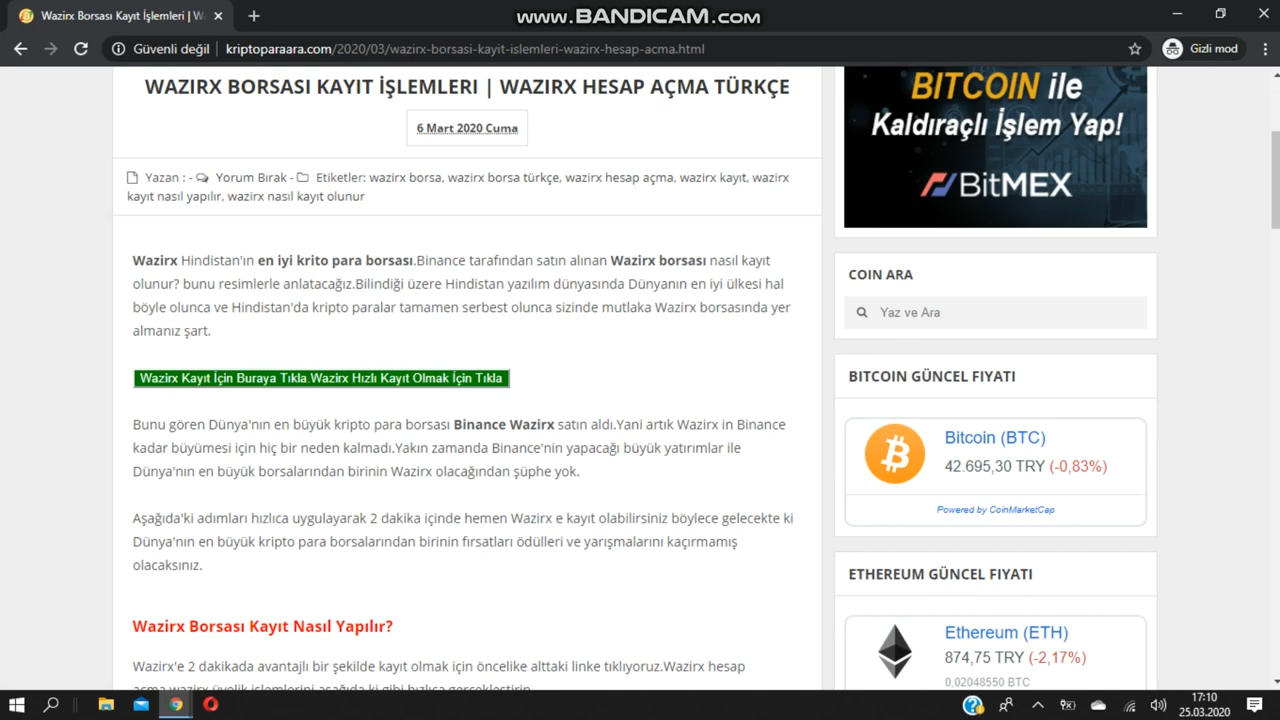 www.BANDICAM.com
Wazirx Borsası Kayıt İşlemleri | W
Güvenli değil
kriptoparaara.com/2020/03/wazirx-borsasi-kayit-islemleri-wazirx-hesap-acma.html
Gizli mod
WAZIRX BORSASI KAYIT İŞLEMLERI | WAZIRX HESAP AÇMA TÜRKÇE
6 Mart 2020 Cuma
Yazan : - Yorum Bırak - Etiketler: wazirx borsa, wazirx borsa türkçe, wazirx hesap açma, wazirx kayıt, wazirx
kayıt nasıl yapılır, wazirx nasıl kayıt olunur
Wazirx Hindistan'ın en iyi krito para borsası.Binance tarafından satın alınan Wazirx borsası nasıl kayıt
olunur? bunu resimlerle anlatacağız.Bilindiği üzere Hindistan yazılım dünyasında Dünyanın en iyi ülkesi hal
böyle olunca ve Hindistan'da kripto paralar tamamen serbest olunca sizinde mutlaka Wazirx borsasında yer
almanız şart.
Wazirx Kayıt İçin Buraya Tıkla.Wazirx Hızlı Kayıt Olmak İçin Tıkla
Bunu gören Dünya'nın en büyük kripto para borsası Binance Wazirx satın aldı.Yani artık Wazirx in Binance
kadar büyümesi için hiç bir neden kalmadı.Yakın zamanda Binance'nin yapacağı büyük yatırımlar ile
Dünya'nın en büyük borsalarından birinin Wazirx olacağından şüphe yok.
Aşağıda'ki adımları hızlıca uygulayarak 2 dakika içinde hemen Wazirx e kayıt olabilirsiniz böylece gelecekte ki
Dünya'nın en büyük kripto para borsalarından birinin fırsatları ödülleri ve yarışmalarını kaçırmamış
olacaksınız.
Wazirx Borsası Kayıt Nasıl Yapılır?
Wazirx'e 2 dakikada avantajlı bir şekilde kayıt olmak için öncelike alttaki linke tıklıyoruz.Wazirx hesap
açma wazirx üyelik işlemlerini aşağıda ki gibi hızlıca gerçekleştirin
BITCOIN ile
Kaldıraçlı İşlem Yap!
BitMEX
COIN ARA
Yaz ve Ara
BITCOIN GÜNCEL FIYATI
Bitcoin (BTC)
42.695,30 TRY (-0,83%)
Powered by CoinMarketCap
ETHEREUM GÜNCEL FIYATI
Ethereum (ETH)
874,75 TRY (-2,17%)
0,02048550 BTC
17:10
25.03.2020